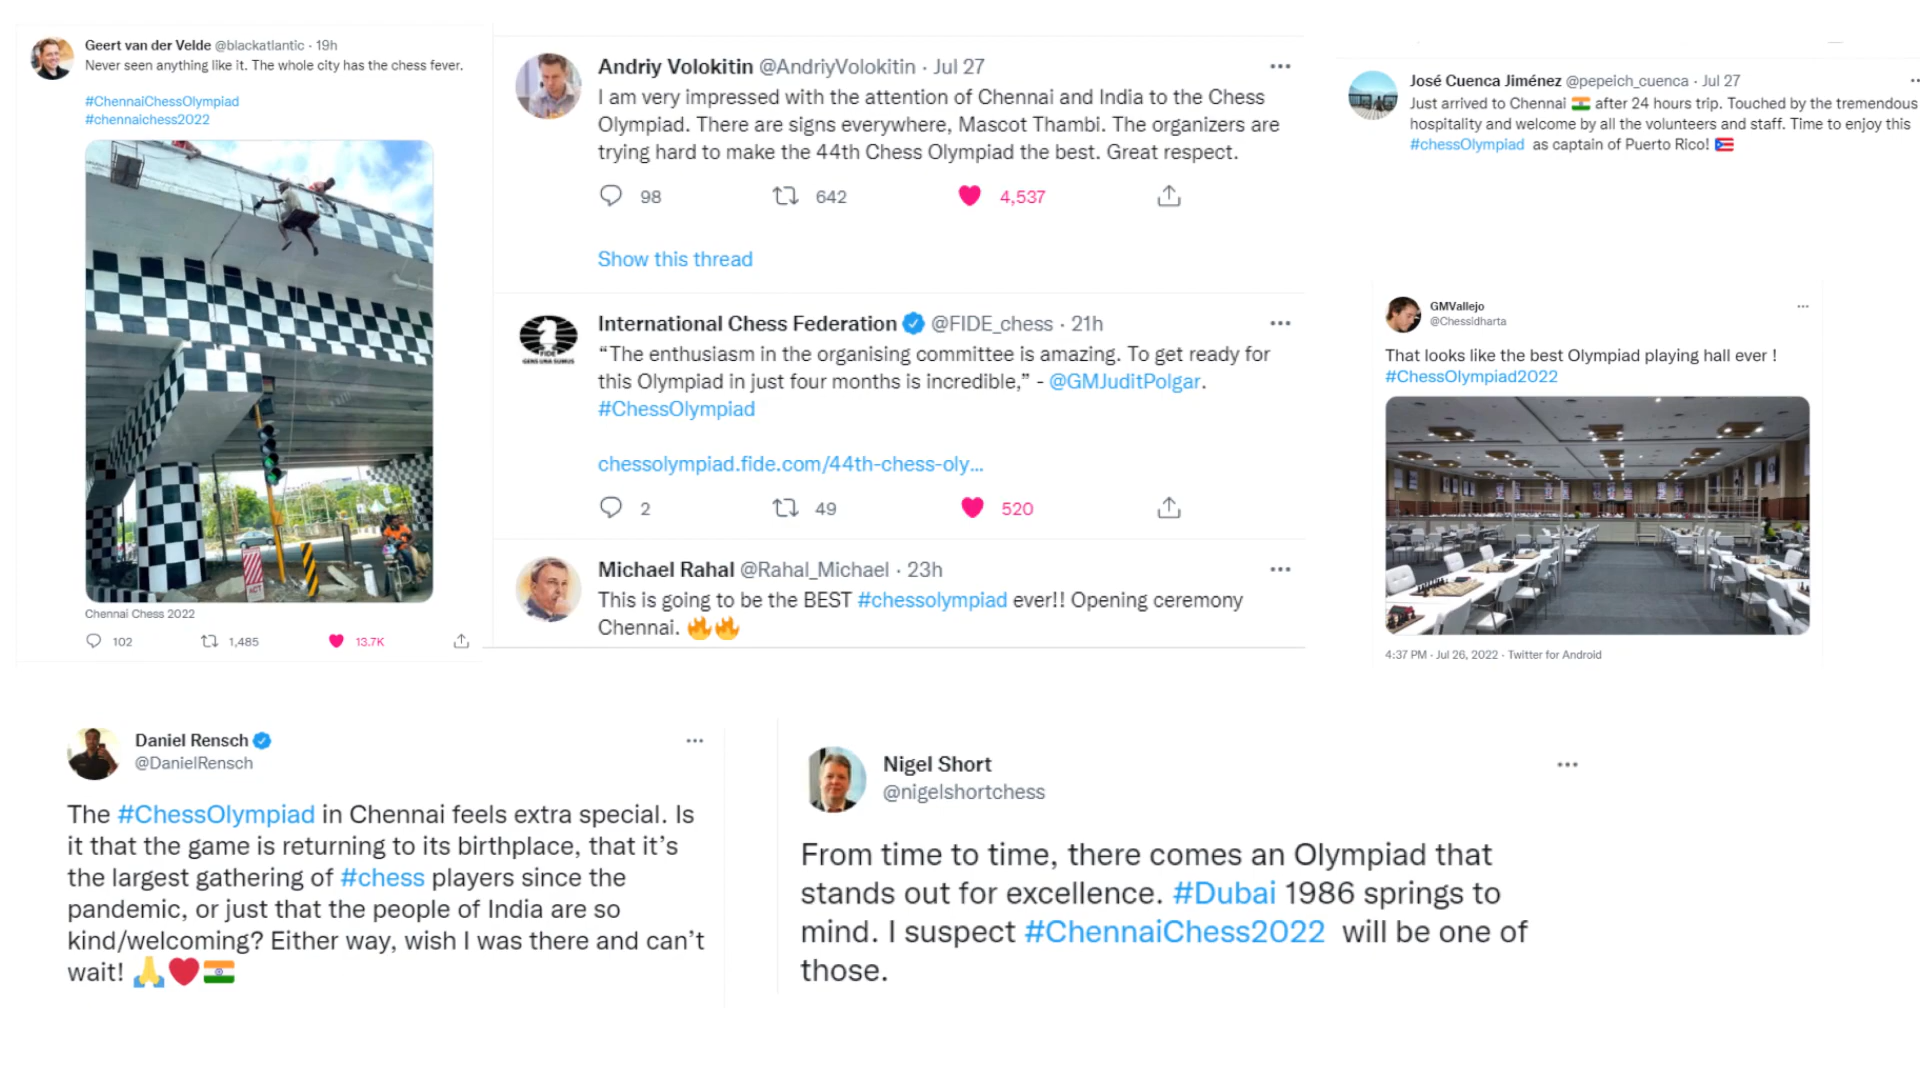 Geert van der Velde @blackatlantic · 19h
Never seen anything like it. The whole city has the chess fever.
#ChennaiChessOlympiad
#chennaichess2022
ACT
Chennai Chess 2022
102 1,485 13.7K
Andriy Volokitin @AndriyVolokitin · Jul 27
I am very impressed with the attention of Chennai and India to the Chess
Olympiad. There are signs everywhere, Mascot Thambi. The organizers are
trying hard to make the 44th Chess Olympiad the best. Great respect.
98 642 4,537
Show this thread
FIDE
GENS UNA SUMUS
International Chess Federation @FIDE_chess · 21h
“The enthusiasm in the organising committee is amazing. To get ready for
this Olympiad in just four months is incredible,” - @GMJuditPolgar.
#ChessOlympiad
chessolympiad.fide.com/44th-chess-oly...
2 49 520
Michael Rahal @Rahal_Michael · 23h
This is going to be the BEST #chessolympiad ever!! Opening ceremony
Chennai. 🔥🔥
José Cuenca Jiménez @pepeich_cuenca · Jul 27
Just arrived to Chennai 🇮🇳 after 24 hours trip. Touched by the tremendous
hospitality and welcome by all the volunteers and staff. Time to enjoy this
#chessOlympiad as captain of Puerto Rico! 🇵🇷
GMVallejo
@Chessidharta
That looks like the best Olympiad playing hall ever !
#ChessOlympiad2022
4:37 PM · Jul 26, 2022 · Twitter for Android
Daniel Rensch
@DanielRensch
The #ChessOlympiad in Chennai feels extra special. Is
it that the game is returning to its birthplace, that it’s
the largest gathering of #chess players since the
pandemic, or just that the people of India are so
kind/welcoming? Either way, wish I was there and can’t
wait! 🙏❤️🇮🇳
Nigel Short
@nigelshortchess
From time to time, there comes an Olympiad that
stands out for excellence. #Dubai 1986 springs to
mind. I suspect #ChennaiChess2022 will be one of
those.